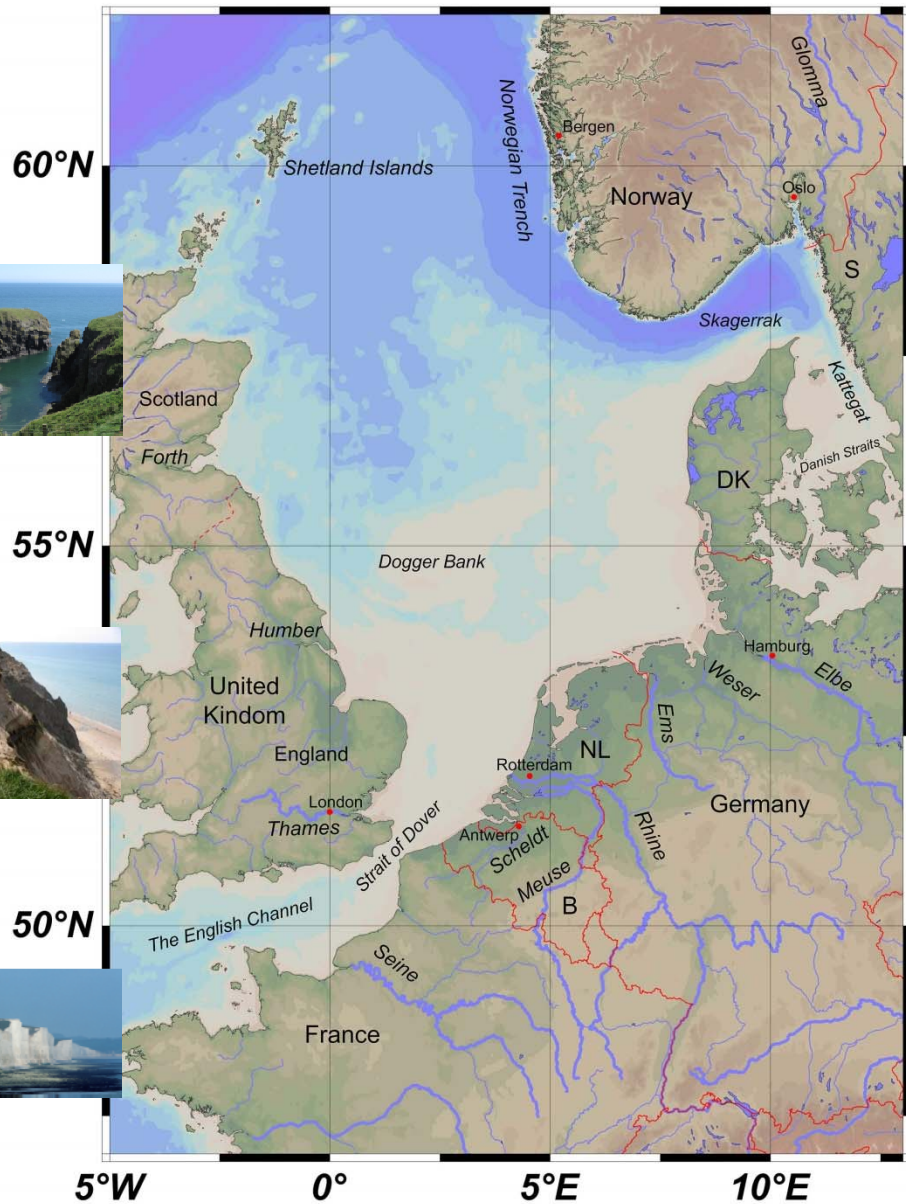 Glomma
Norwegian Trench
Bergen
60°N
Shetland Islands
Norway
Oslo
S
Skagerrak
Kattegat
Scotland
Forth
Danish Straits
DK
55°N
Dogger Bank
Humber
Hamburg
Weser
Elbe
United
Kindom
Ems
England
NL
Rotterdam
London
Germany
Thames
Strait of Dover
Antwerp
Scheldt
Rhine
Meuse
B
50°N
The English Channel
Seine
France
5°W
0°
5°E
10°E